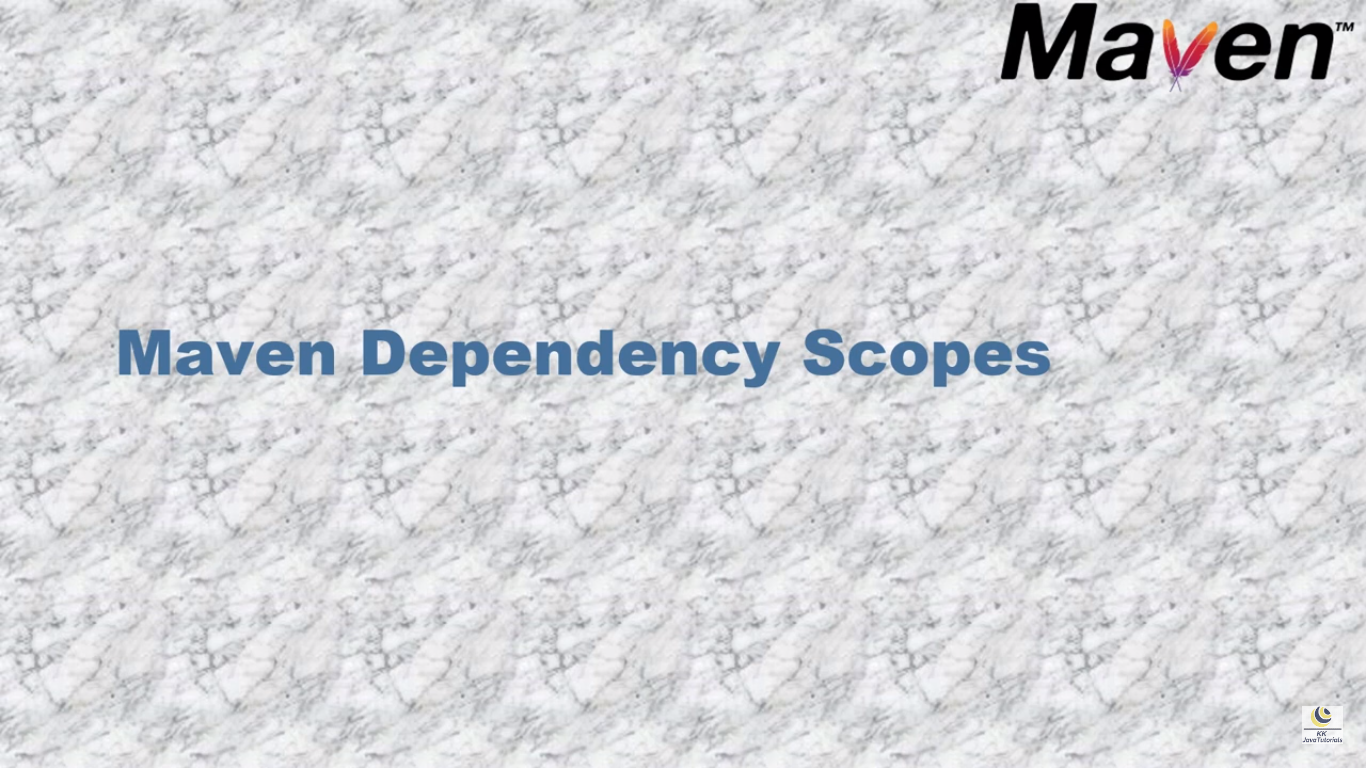 Maven™
Maven Dependency Scopes
KK
JavaTutorials